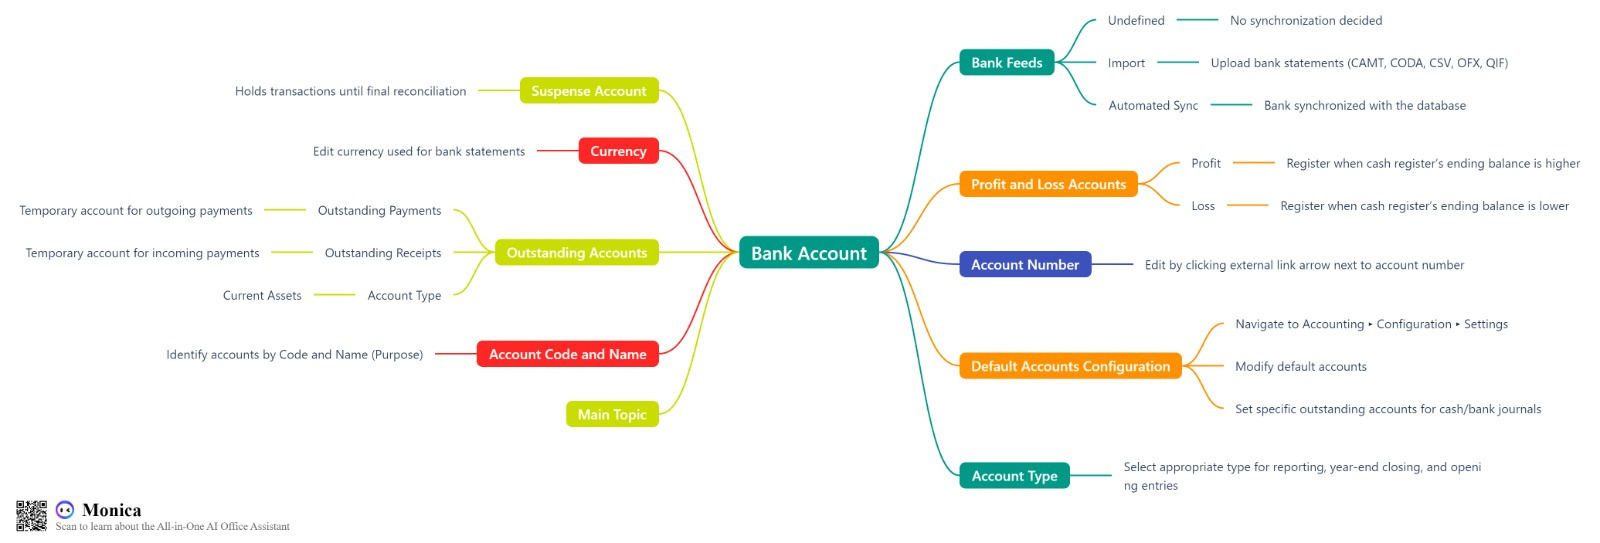 Bank Account
Bank Feeds
Undefined
No synchronization decided
Import
Upload bank statements (CAMT, CODA, CSV, OFX, QIF)
Automated Sync
Bank synchronized with the database
Profit and Loss Accounts
Profit
Register when cash register's ending balance is higher
Loss
Register when cash register's ending balance is lower
Account Number
Edit by clicking external link arrow next to account number
Default Accounts Configuration
Navigate to Accounting ‣ Configuration ‣ Settings
Modify default accounts
Set specific outstanding accounts for cash/bank journals
Account Type
Select appropriate type for reporting, year-end closing, and openi
ng entries
Suspense Account
Holds transactions until final reconciliation
Currency
Edit currency used for bank statements
Outstanding Accounts
Outstanding Payments
Temporary account for outgoing payments
Outstanding Receipts
Temporary account for incoming payments
Account Type
Current Assets
Account Code and Name
Identify accounts by Code and Name (Purpose)
Main Topic
Monica
Scan to learn about the All-in-One AI Office Assistant